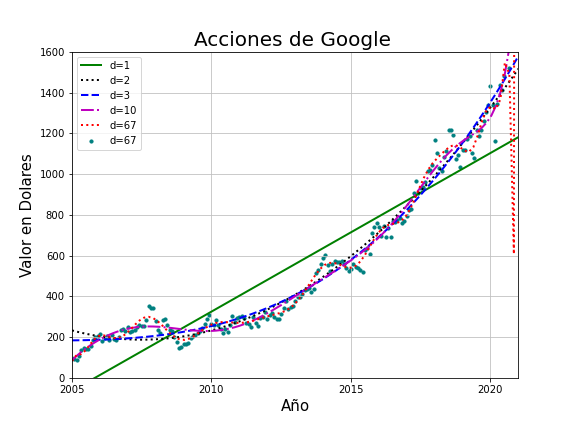 Acciones de Google
Valor en Dolares
1600
1400
1200
1000
800
600
400
200
0
d=1
d=2
d=3
d=10
d=67
d=67
2005
2010
2015
2020
Año